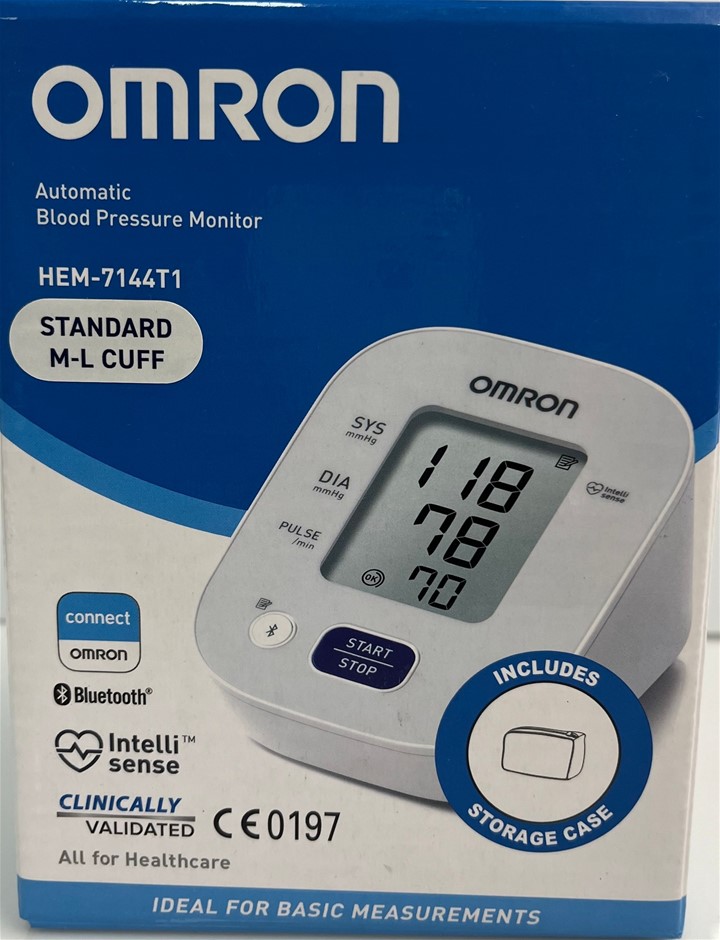 OMRON
Automatic
Blood Pressure Monitor
HEM-7144T1
STANDARD
M-L CUFF
OMRON
SYS
mmHg
118
Intelli
sense
DIA
mmHg
78
PULSE
/min
OK
70
START
STOP
connect
OMRON
Bluetooth®
Intelli™
sense
INCLUDES
STORAGE CASE
CLINICALLY
VALIDATED
CE0197
All for Healthcare
IDEAL FOR BASIC MEASUREMENTS